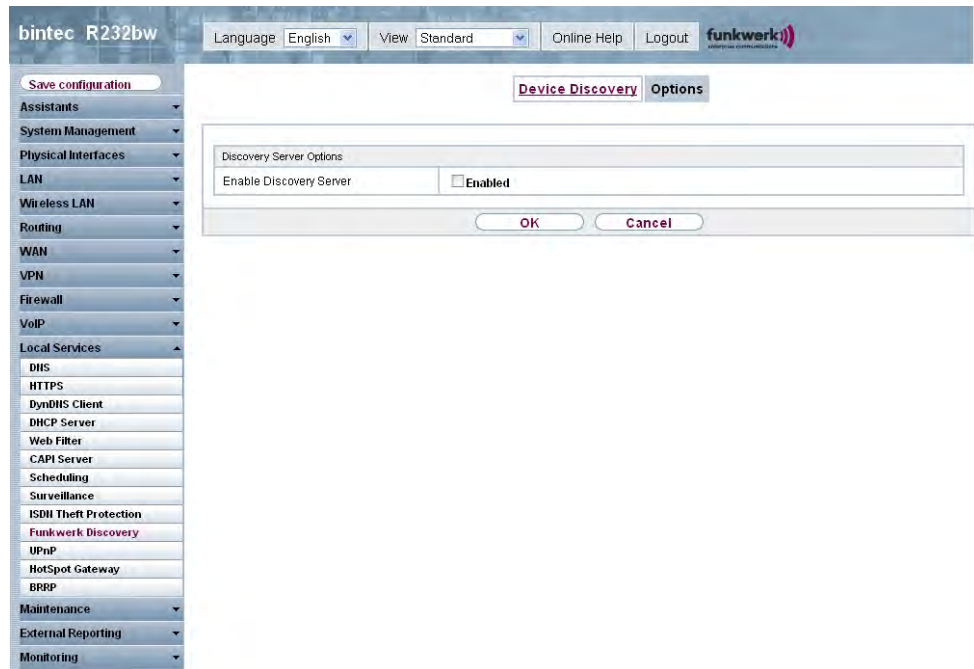 bintec R232bw
Language English View Standard Online Help Logout funkwerk
Save configuration
Assistants
System Management
Physical Interfaces
LAN
Wireless LAN
Routing
WAN
VPN
Firewall
VoIP
Local Services
DNS
HTTPS
DynDNS Client
DHCP Server
Web Filter
CAPI Server
Scheduling
Surveillance
ISDN Theft Protection
Funkwerk Discovery
UPnP
HotSpot Gateway
BRRP
Maintenance
External Reporting
Monitoring
Device Discovery Options
Discovery Server Options
Enable Discovery Server Enabled
OK Cancel